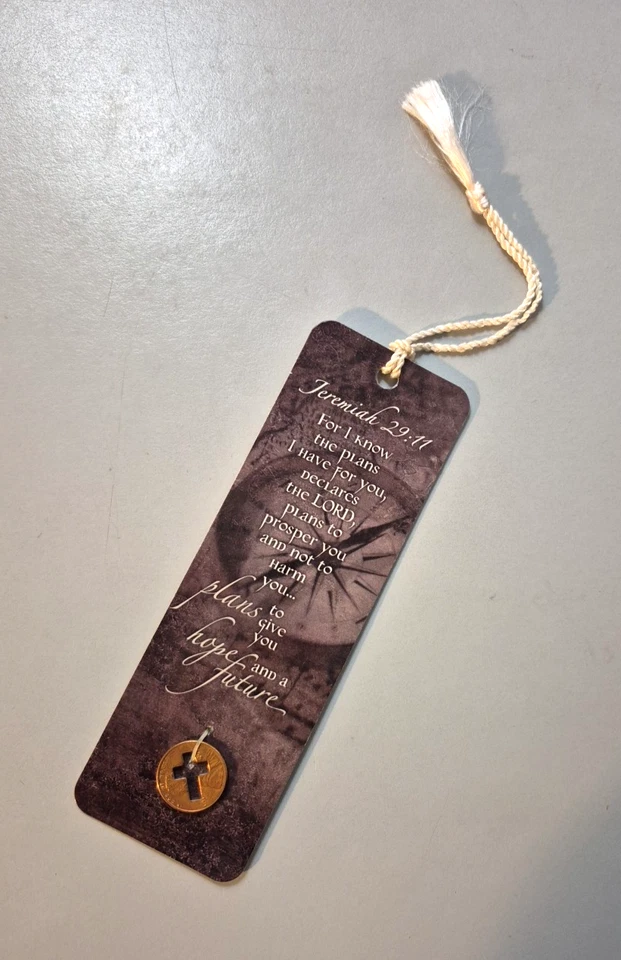 Jeremiah 29:11
For I know
the plans
I have for you,
declares
the LORD,
plans to
prosper you
and not to
harm
you...
plans to
give
you
hope and a
future